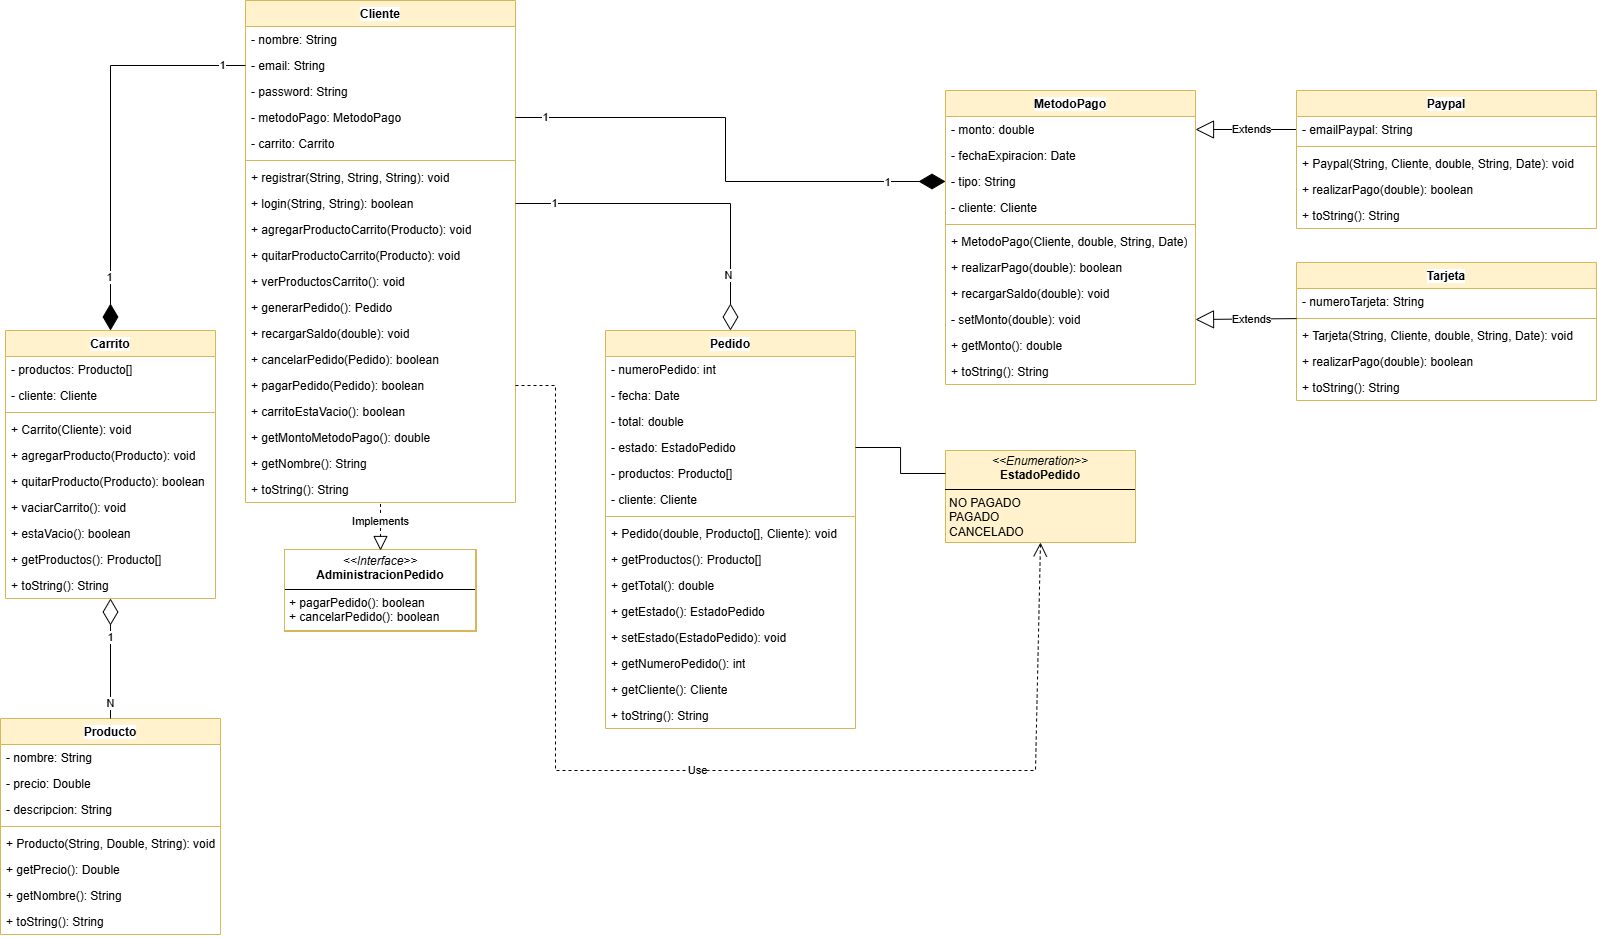 Cliente
- nombre: String
- email: String
- password: String
- metodoPago: MetodoPago
- carrito: Carrito
+ registrar(String, String, String): void
+ login(String, String): boolean
+ agregarProductoCarrito(Producto): void
+ quitarProductoCarrito(Producto): void
+ verProductosCarrito(): void
+ generarPedido(): Pedido
+ recargarSaldo(double): void
+ cancelarPedido(Pedido): boolean
+ pagarPedido(Pedido): boolean
+ carritoEstaVacio(): boolean
+ getMontoMetodoPago(): double
+ getNombre(): String
+ toString(): String
1
1
Carrito
- productos: Producto[]
- cliente: Cliente
+ Carrito(Cliente): void
+ agregarProducto(Producto): void
+ quitarProducto(Producto): boolean
+ vaciarCarrito(): void
+ estaVacio(): boolean
+ getProductos(): Producto[]
+ toString(): String
1
N
Producto
- nombre: String
- precio: Double
- descripcion: String
+ Producto(String, Double, String): void
+ getPrecio(): Double
+ getNombre(): String
+ toString(): String
Implements
<<Interface>>
AdministracionPedido
+ pagarPedido(): boolean
+ cancelarPedido(): boolean
1
1
1
N
Pedido
- numeroPedido: int
- fecha: Date
- total: double
- estado: EstadoPedido
- productos: Producto[]
- cliente: Cliente
+ Pedido(double, Producto[], Cliente): void
+ getProductos(): Producto[]
+ getTotal(): double
+ getEstado(): EstadoPedido
+ setEstado(EstadoPedido): void
+ getNumeroPedido(): int
+ getCliente(): Cliente
+ toString(): String
Use
MetodoPago
- monto: double
- fechaExpiracion: Date
- tipo: String
- cliente: Cliente
+ MetodoPago(Cliente, double, String, Date)
+ realizarPago(double): boolean
+ recargarSaldo(double): void
- setMonto(double): void
+ getMonto(): double
+ toString(): String
<<Enumeration>>
EstadoPedido
NO PAGADO
PAGADO
CANCELADO
Extends
Paypal
- emailPaypal: String
+ Paypal(String, Cliente, double, String, Date): void
+ realizarPago(double): boolean
+ toString(): String
Extends
Tarjeta
- numeroTarjeta: String
+ Tarjeta(String, Cliente, double, String, Date): void
+ realizarPago(double): boolean
+ toString(): String